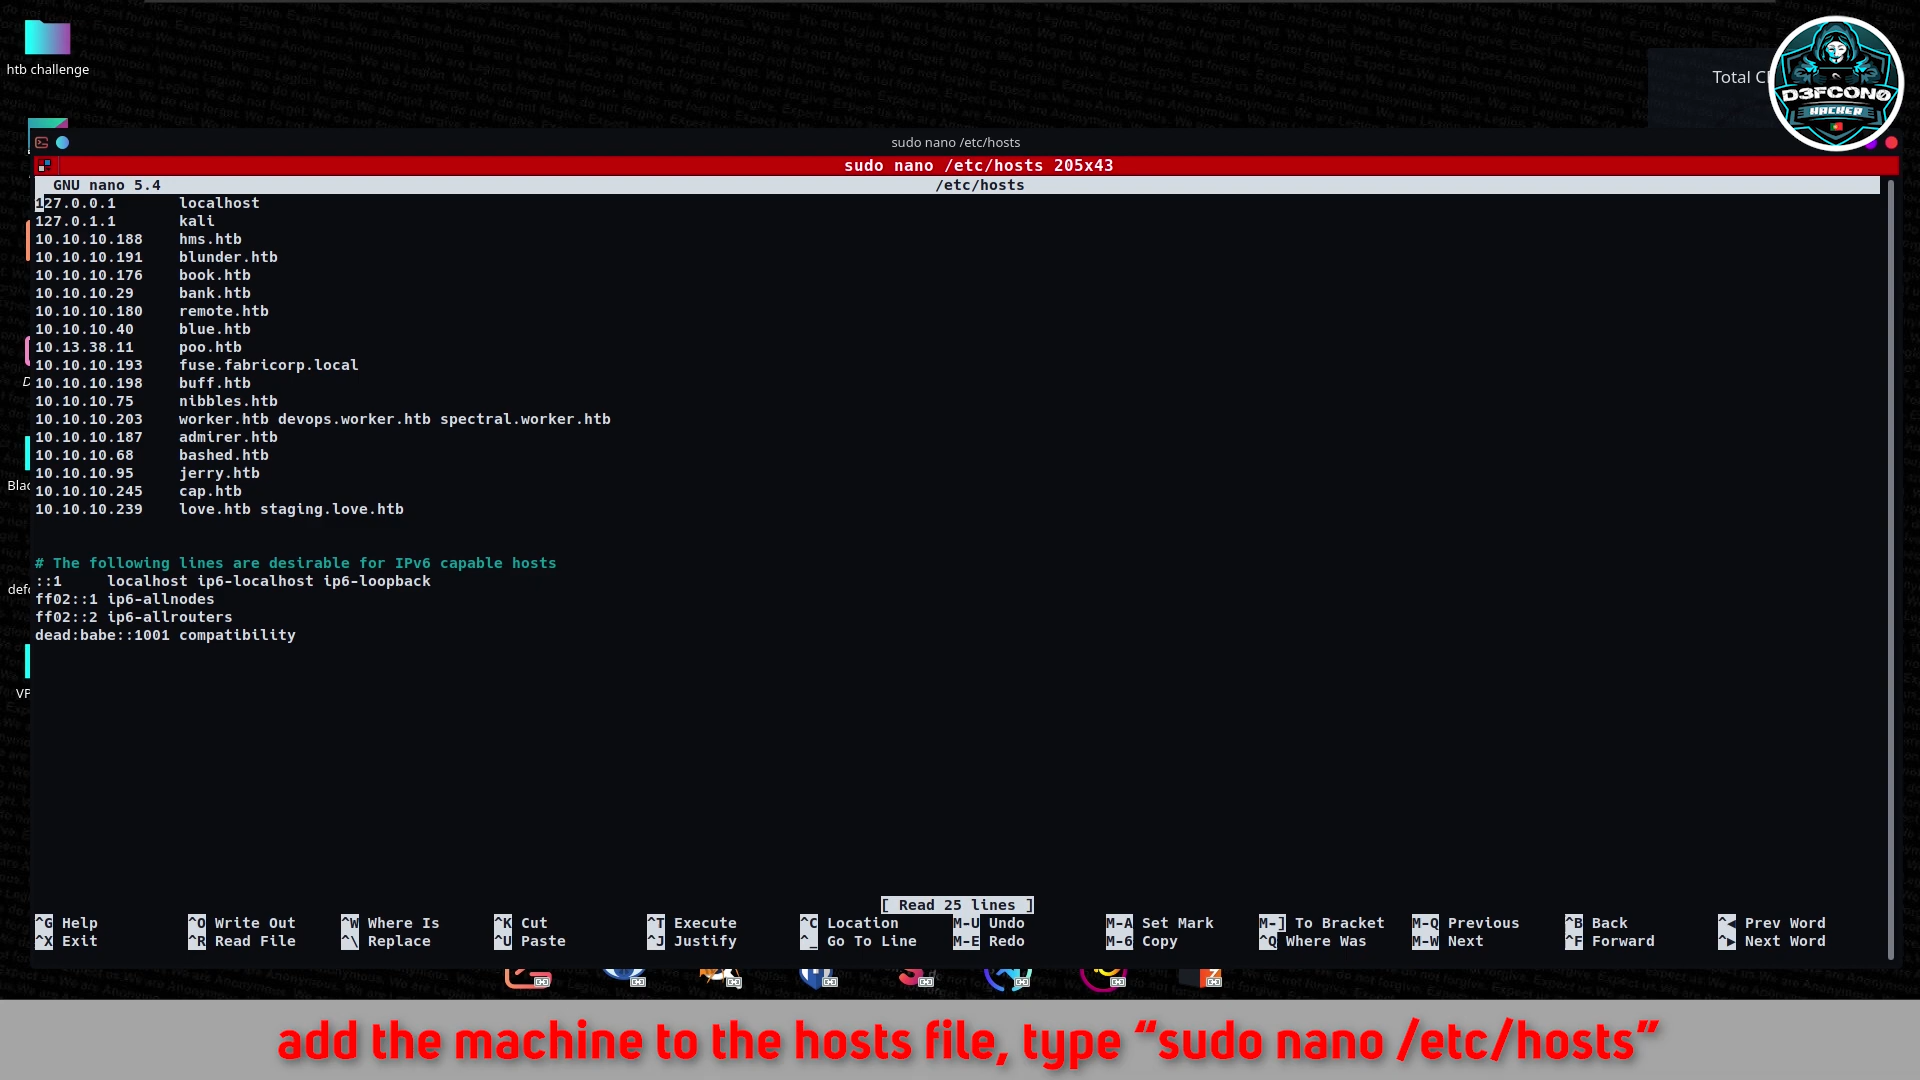 htb challenge
Total C
D3FCON0
HACKER
sudo nano /etc/hosts
sudo nano /etc/hosts 205x43
GNU nano 5.4 /etc/hosts
127.0.0.1 localhost
127.0.1.1 kali
10.10.10.188 hms.htb
10.10.10.191 blunder.htb
10.10.10.176 book.htb
10.10.10.29 bank.htb
10.10.10.180 remote.htb
10.10.10.40 blue.htb
10.13.38.11 poo.htb
10.10.10.193 fuse.fabricorp.local
10.10.10.198 buff.htb
10.10.10.75 nibbles.htb
10.10.10.203 worker.htb devops.worker.htb spectral.worker.htb
10.10.10.187 admirer.htb
10.10.10.68 bashed.htb
10.10.10.95 jerry.htb
10.10.10.245 cap.htb
10.10.10.239 love.htb staging.love.htb
# The following lines are desirable for IPv6 capable hosts
::1 localhost ip6-localhost ip6-loopback
ff02::1 ip6-allnodes
ff02::2 ip6-allrouters
dead:babe::1001 compatibility
[ Read 25 lines ]
^G Help ^O Write Out ^W Where Is ^K Cut ^T Execute ^C Location M-U Undo M-A Set Mark M-] To Bracket M-Q Previous ^B Back ^◀ Prev Word
^X Exit ^R Read File ^\ Replace ^U Paste ^J Justify ^_ Go To Line M-E Redo M-6 Copy ^Q Where Was M-W Next ^F Forward ^▶ Next Word
add the machine to the hosts file, type “sudo nano /etc/hosts”